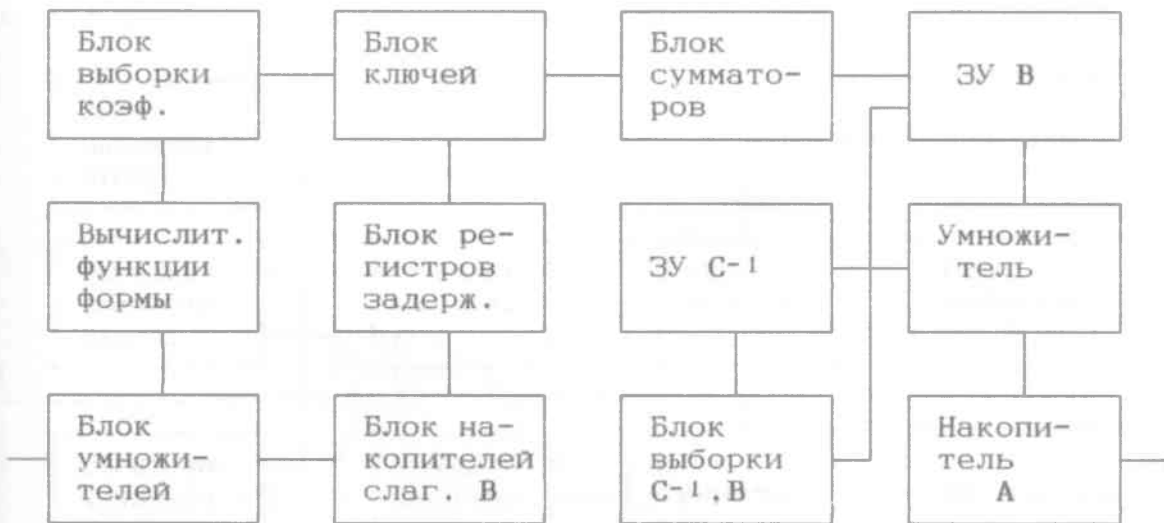 Блок
выборки
коэф.
Блок
ключей
Блок
суммато-
ров
ЗУ В
Вычислит.
функции
формы
Блок ре-
гистров
задерж.
ЗУ С-1
Умножи-
тель
Блок
умножи-
телей
Блок на-
копителей
слаг. В
Блок
выборки
С-1,В
Накопи-
тель
А